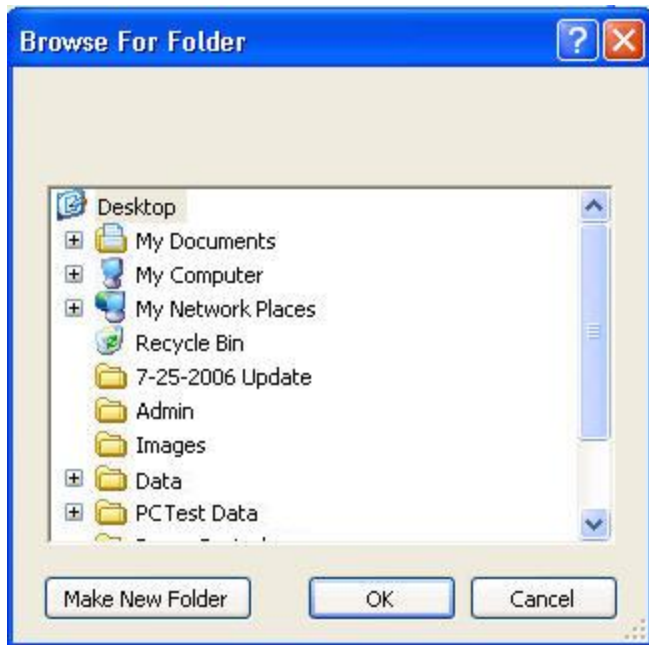 Browse For Folder
Desktop
My Documents
My Computer
My Network Places
Recycle Bin
7-25-2006 Update
Admin
Images
Data
PCTest Data
Make New Folder OK Cancel